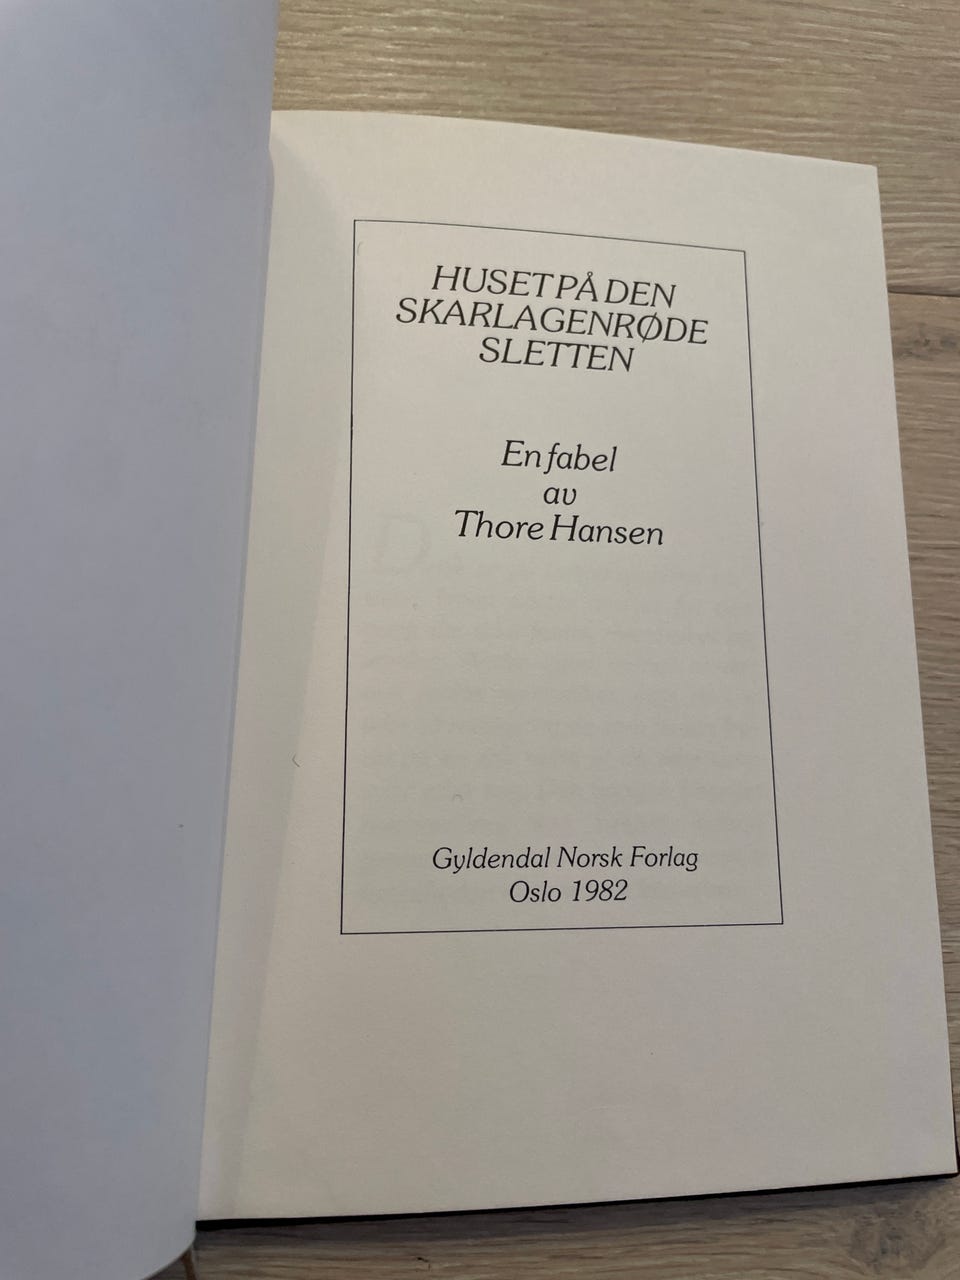 HUSET PÅ DEN
SKARLAGENRØDE
SLETTEN
En fabel
av
Thore Hansen
Gyldendal Norsk Forlag
Oslo 1982